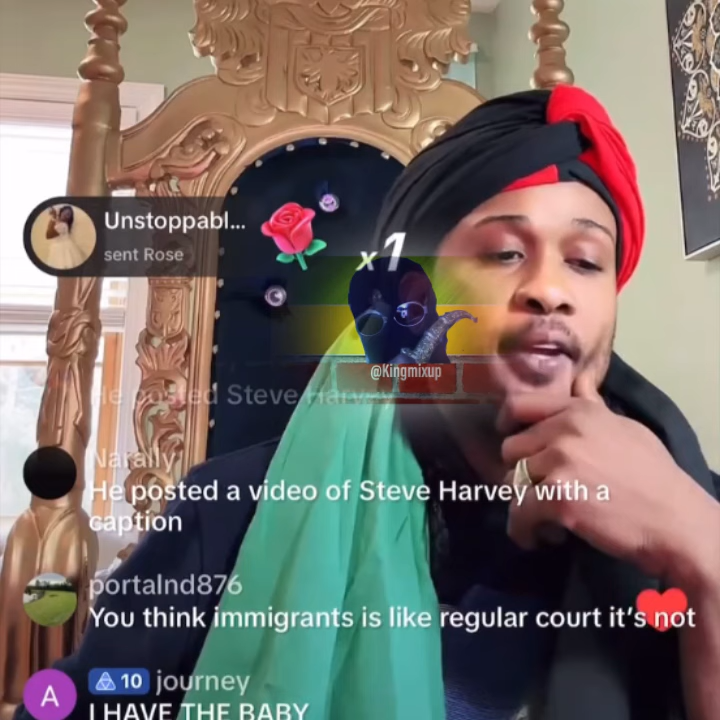 Unstoppabl...
sent Rose
x1
@Kingmixup
He posted Steve Harvey
Narally
He posted a video of Steve Harvey with a
caption
portalnd876
You think immigrants is like regular court it's not
A
10 journey
I HAVE THE BABY